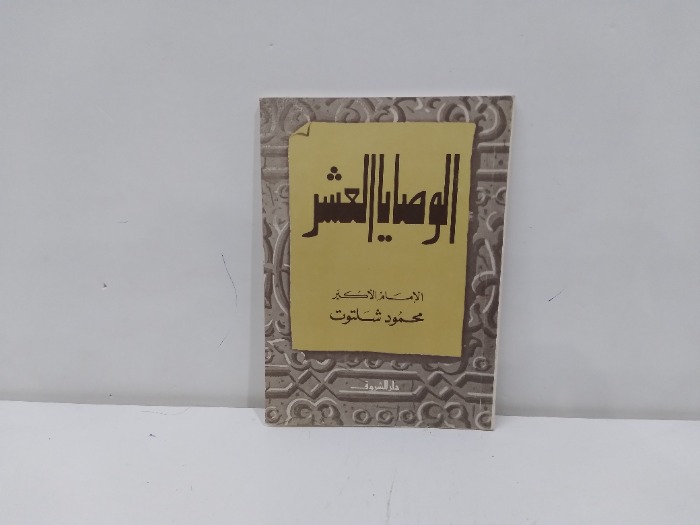 الوصايا العشر
الإمام الأكبر
محمود شلتوت
دار الشروق